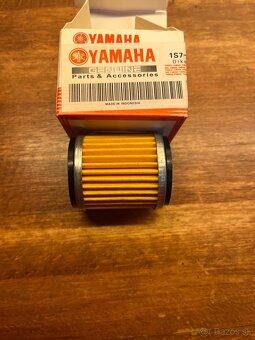 YAMAHA
YAMAHA
1S7-
GENUINE
Parts & Accessories
MADE IN INDONESIA